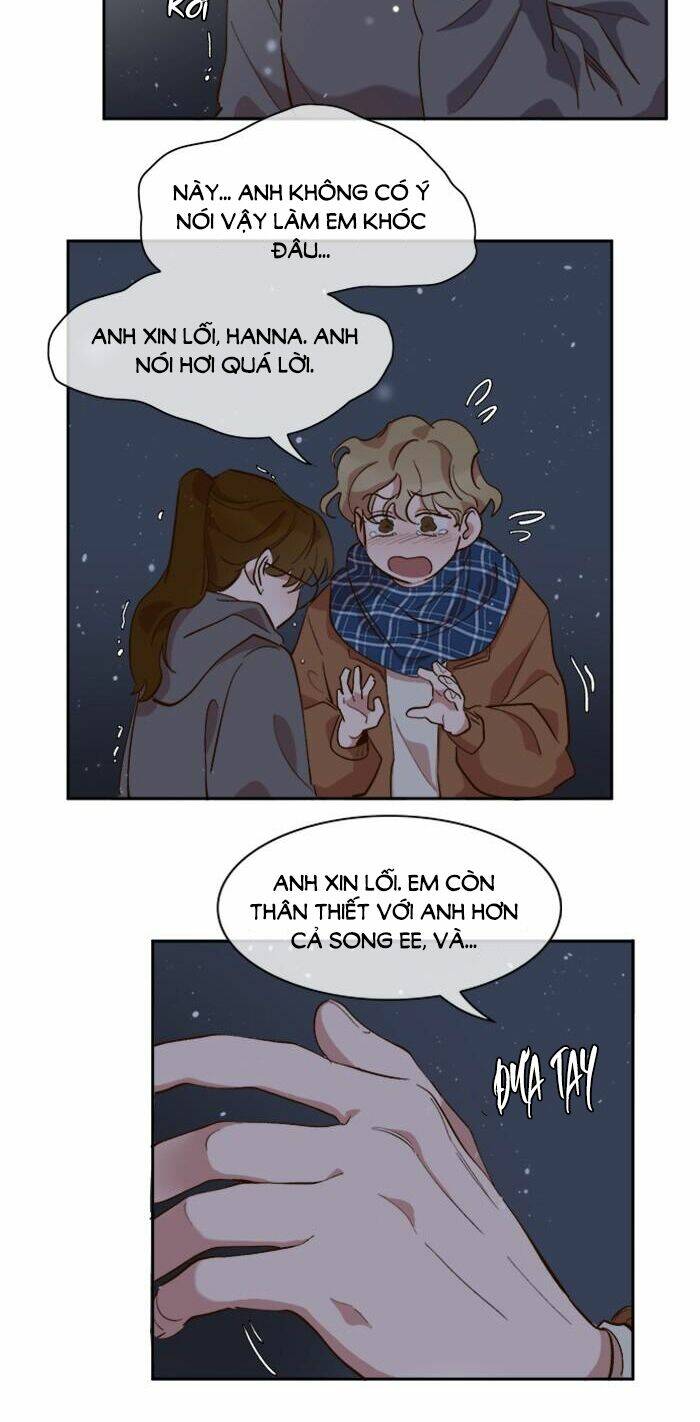 RƠI
NÀY... ANH KHÔNG CÓ Ý
NÓI VẬY LÀM EM KHÓC
ĐÂU...
ANH XIN LỖI, HANNA. ANH
NÓI HƠI QUÁ LỜI.
ANH XIN LỖI. EM CÒN
THÂN THIẾT VỚI ANH HƠN
CẢ SONG EE, VÀ...
ĐƯA TAY